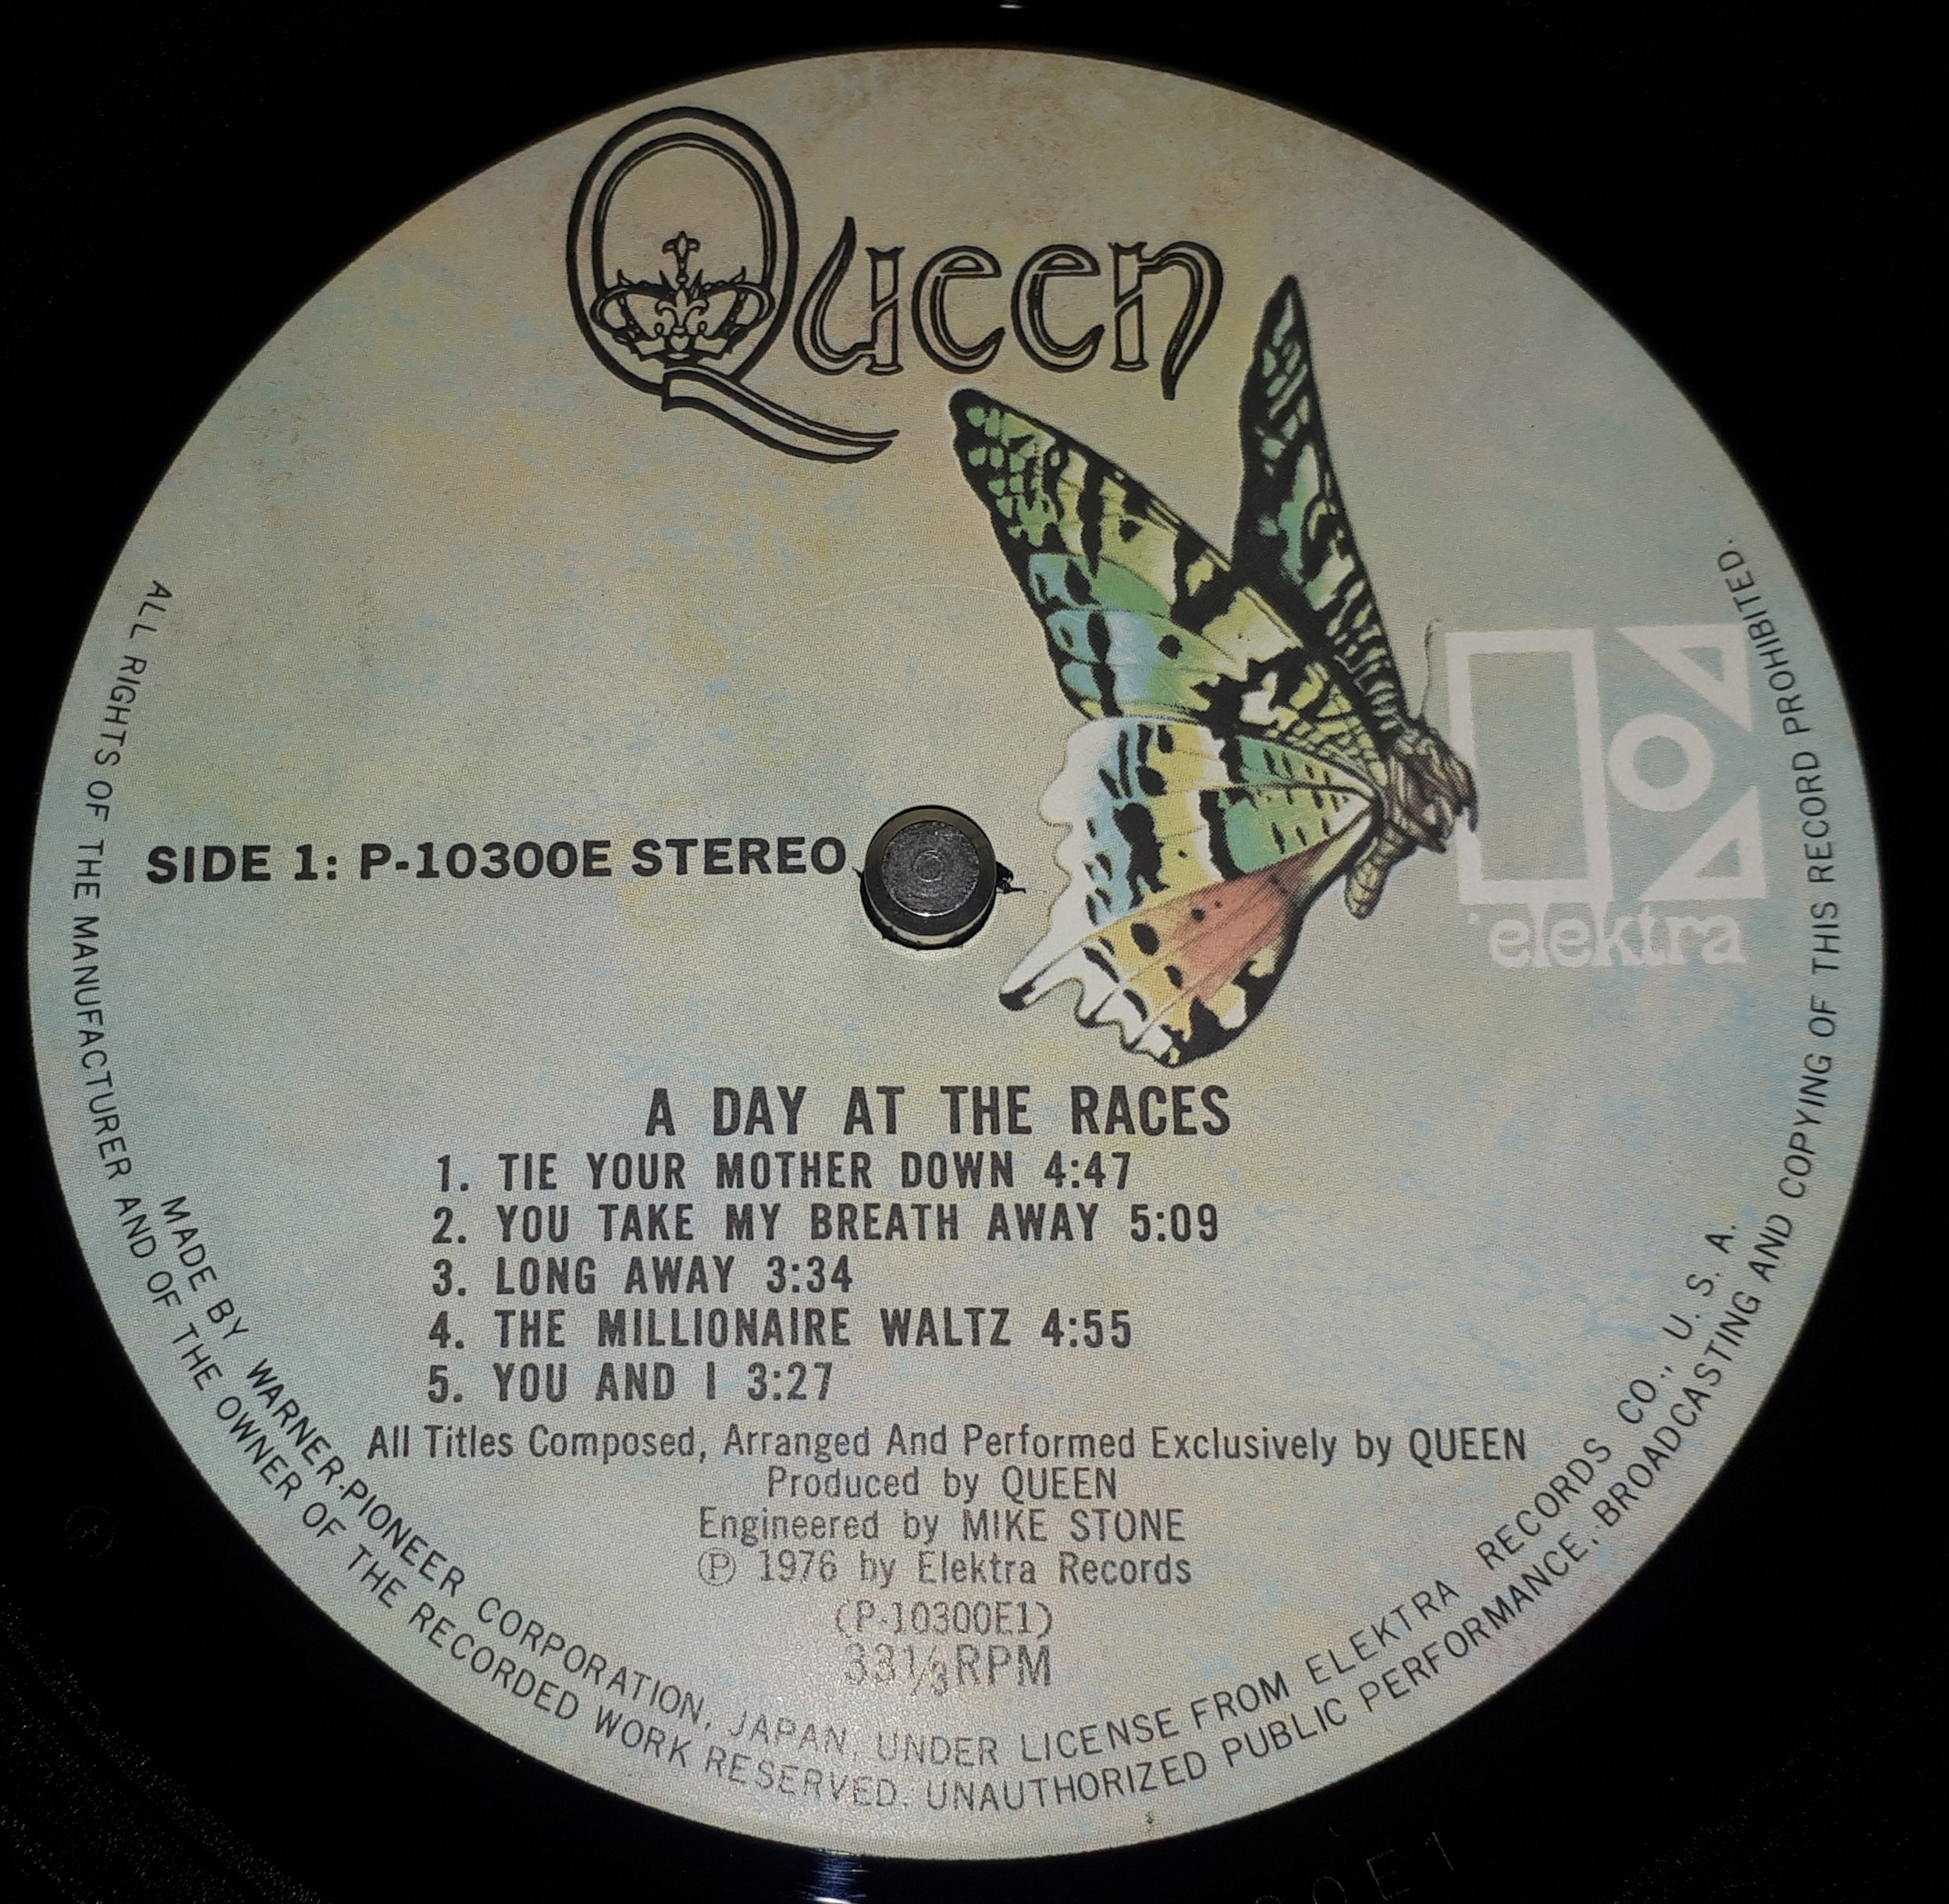 Queen
elektra
SIDE 1: P-10300E STEREO
A DAY AT THE RACES
1. TIE YOUR MOTHER DOWN 4:47
2. YOU TAKE MY BREATH AWAY 5:09
3. LONG AWAY 3:34
4. THE MILLIONAIRE WALTZ 4:55
5. YOU AND I 3:27
All Titles Composed, Arranged And Performed Exclusively by QUEEN
Produced by QUEEN
Engineered by MIKE STONE
Ⓟ 1976 by Elektra Records
(P-10300E1)
33⅓ RPM
MADE BY WARNER-PIONEER CORPORATION, JAPAN, UNDER LICENSE FROM ELEKTRA RECORDS CO., U. S. A.
ALL RIGHTS OF THE MANUFACTURER AND OF THE OWNER OF THE RECORDED WORK RESERVED. UNAUTHORIZED PUBLIC PERFORMANCE, BROADCASTING AND COPYING OF THIS RECORD PROHIBITED.